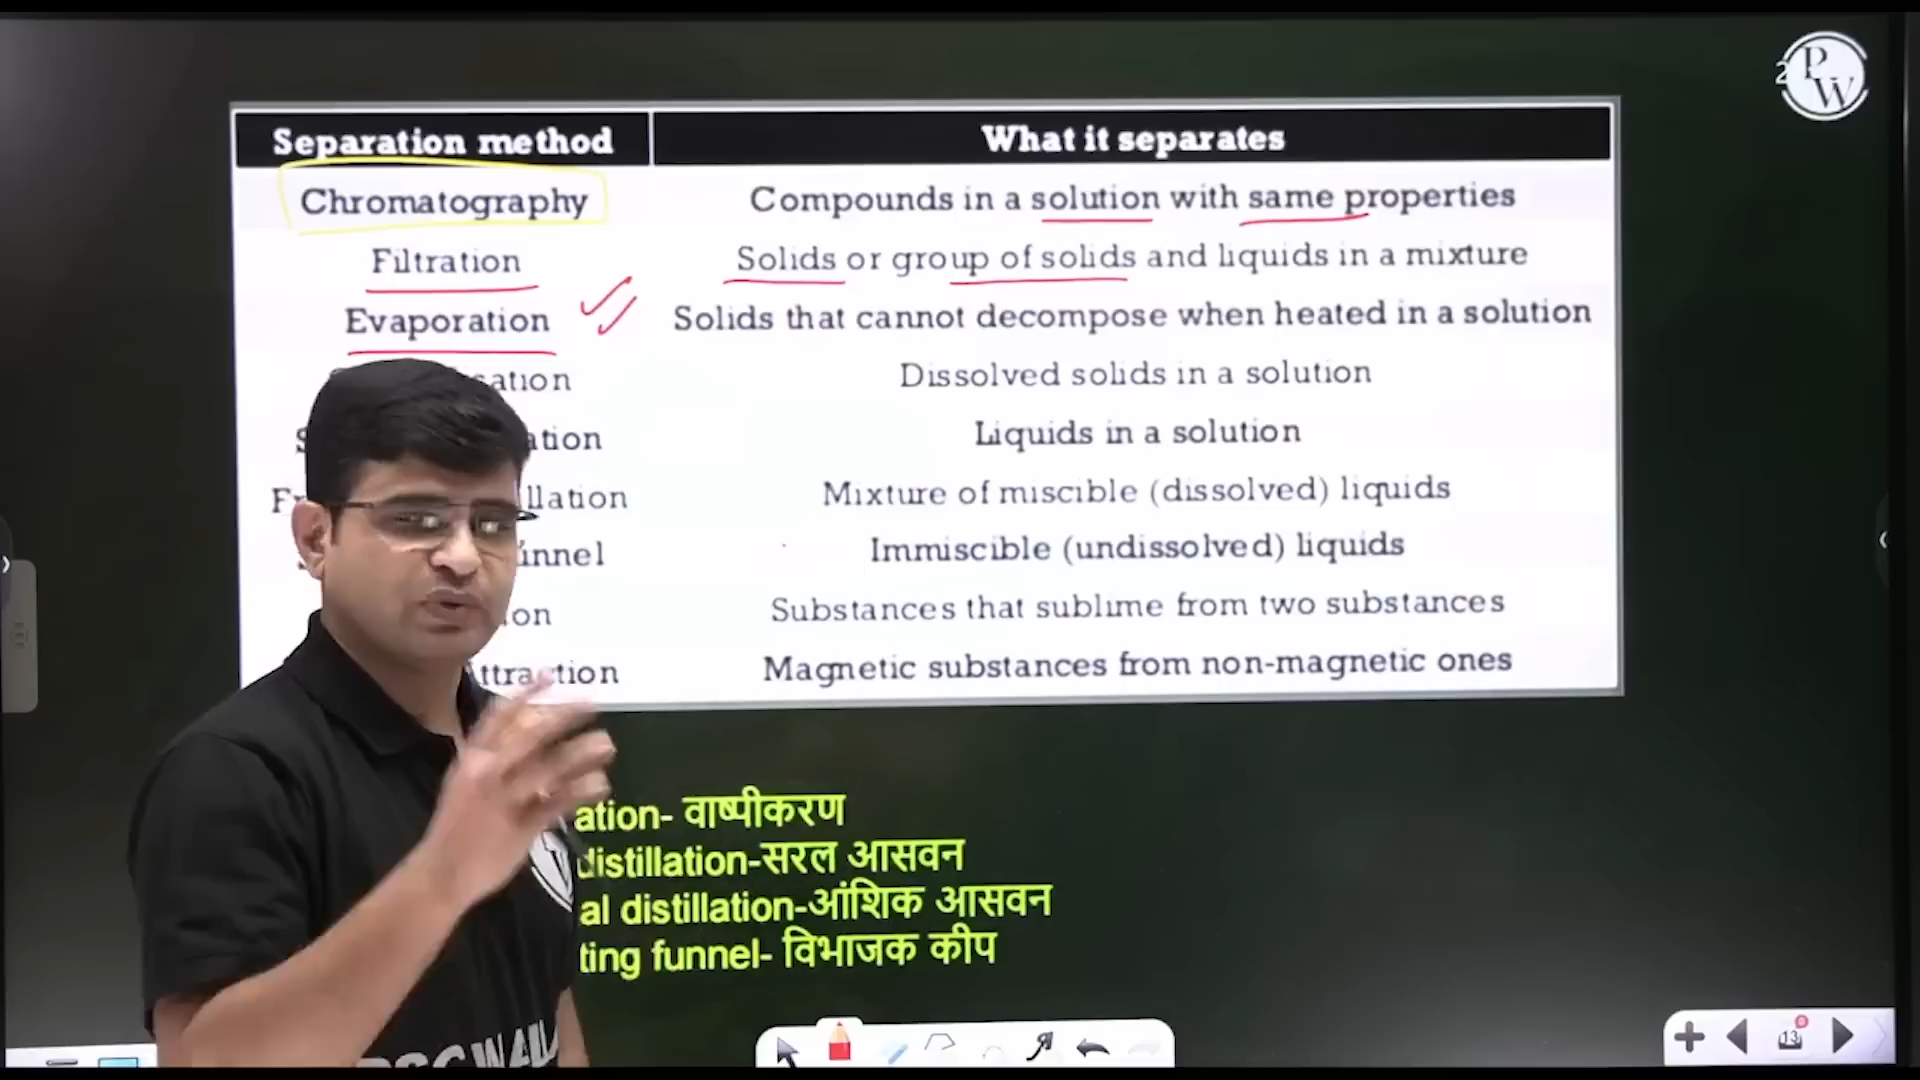 P
W
Separation method What it separates
Chromatography Compounds in a solution with same properties
Filtration Solids or group of solids and liquids in a mixture
Evaporation Solids that cannot decompose when heated in a solution
Dissolved solids in a solution
Liquids in a solution
Mixture of miscible (dissolved) liquids
Immiscible (undissolved) liquids
Substances that sublime from two substances
Magnetic substances from non-magnetic ones
ation- वाष्पीकरण
distillation-सरल आसवन
al distillation-आंशिक आसवन
ting funnel- विभाजक कीप
13